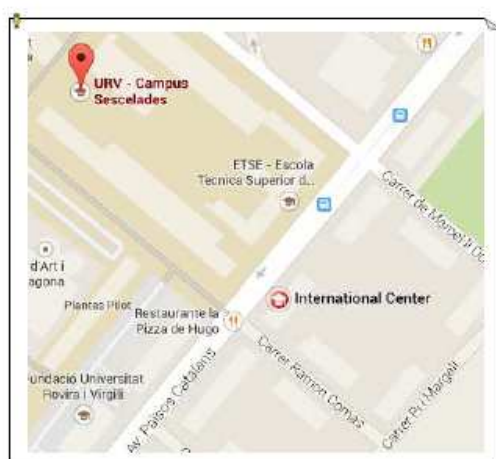 URV - Campus
Sescelades
ETSE - Escola
Tècnica Superior d...
Carrer de Marcel·lí Do
d'Art i
agona
Plantas Pilot
International Center
Restaurante la
Pizza de Hugo
undació Universitat
Rovira i Virgili
Av. Països Catalans
Carrer Ramon Comas
Carrer Pi i Margall